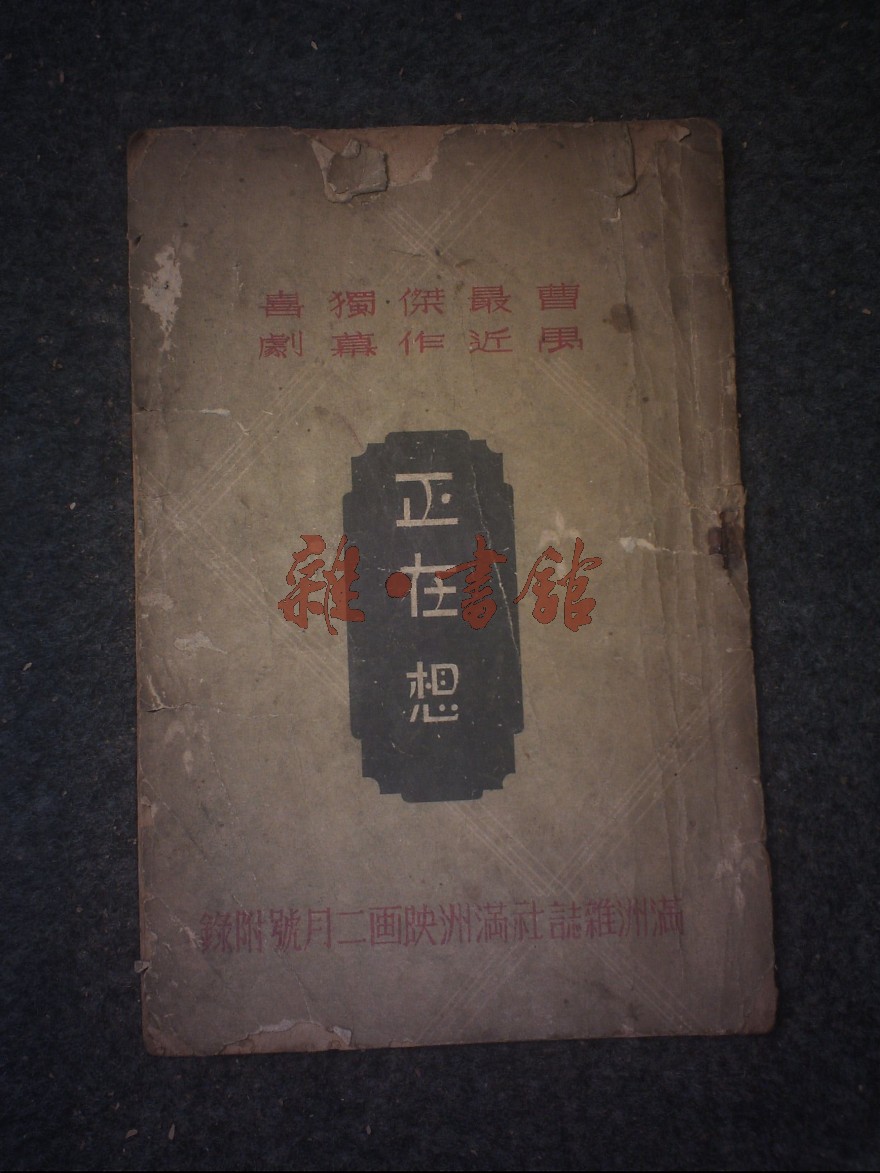 曹禺最近傑作獨幕喜劇
正在想
雜·書館
滿洲雜誌社滿洲映画二月號附錄